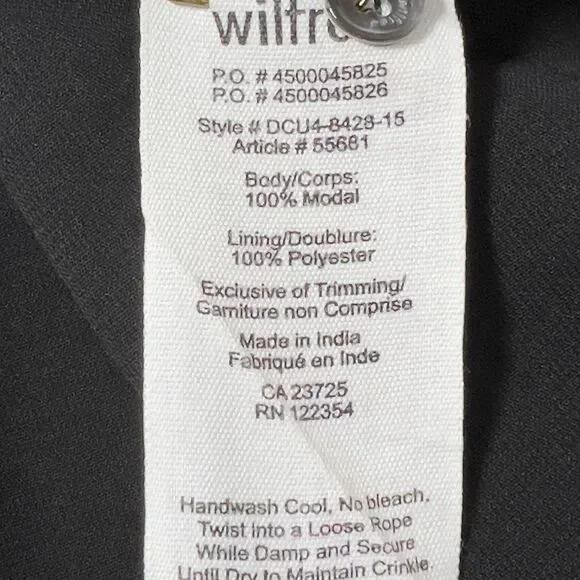 P.O. # 4500045825
P.O. # 4500045826
Style # DCU4-8428-15
Article # 55681
Body/Corps:
100% Modal
Lining/Doublure:
100% Polyester
Exclusive of Trimming/
Garniture non Comprise
Made in India
Fabriqué en Inde
CA 23725
RN 122354
Handwash Cool, No bleach,
Twist into a Loose Rope
While Damp and Secure
Until Dry to Maintain Crinkle.